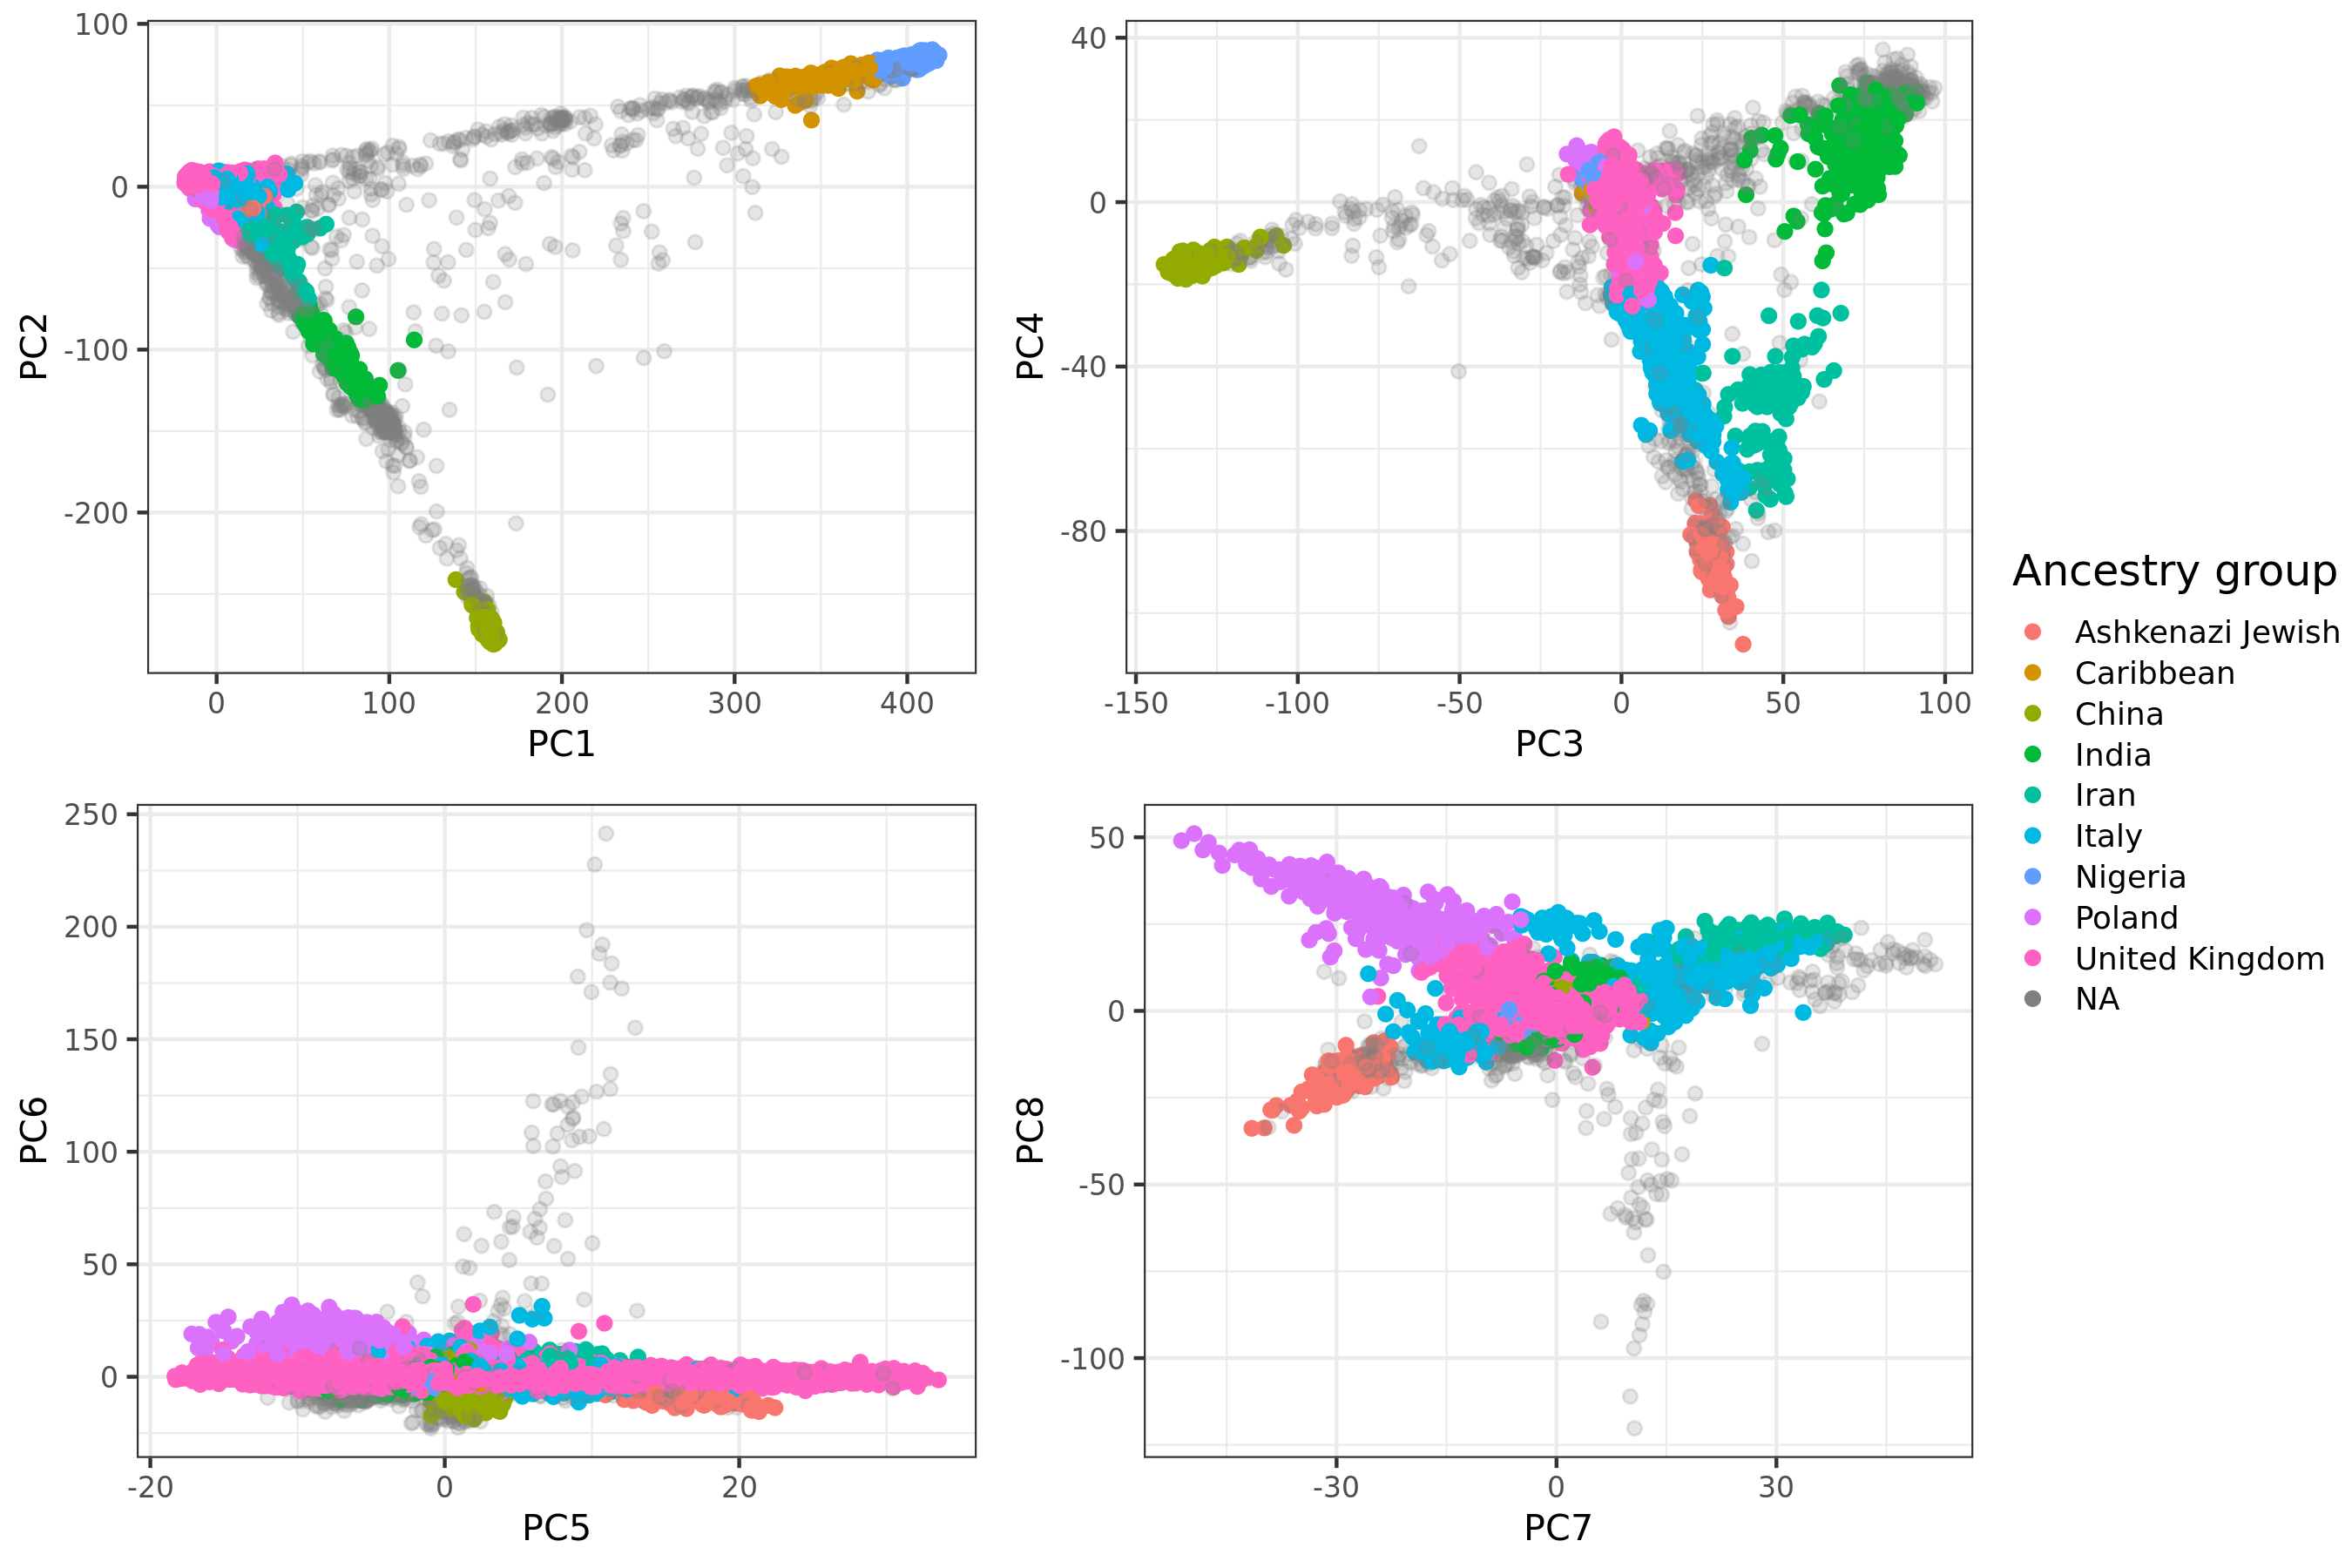 100
0
-100
-200
PC2
0
100
200
300
400
PC1
40
0
-40
-80
PC4
-150
-100
-50
0
50
100
PC3
250
200
150
100
50
0
PC6
-20
0
20
PC5
50
0
-50
-100
PC8
-30
0
30
PC7
Ancestry group
Ashkenazi Jewish
Caribbean
China
India
Iran
Italy
Nigeria
Poland
United Kingdom
NA